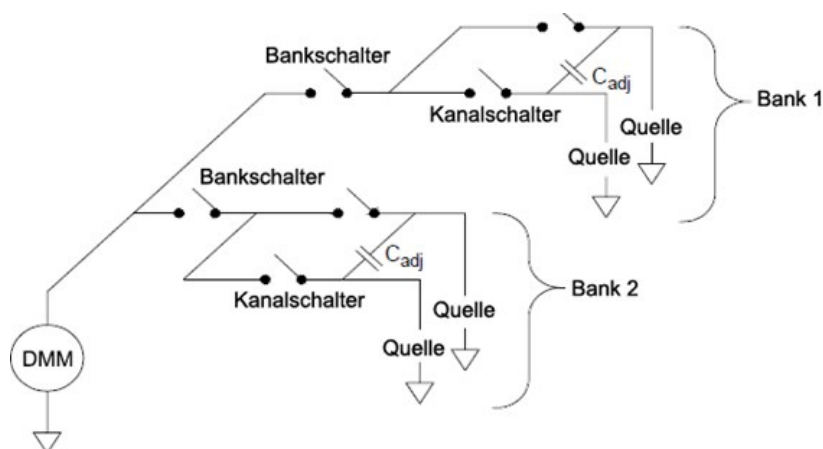 Bankschalter
C_adj
Kanalschalter
Quelle
Quelle
Bank 1
Bankschalter
C_adj
Kanalschalter
Quelle
Quelle
Bank 2
DMM